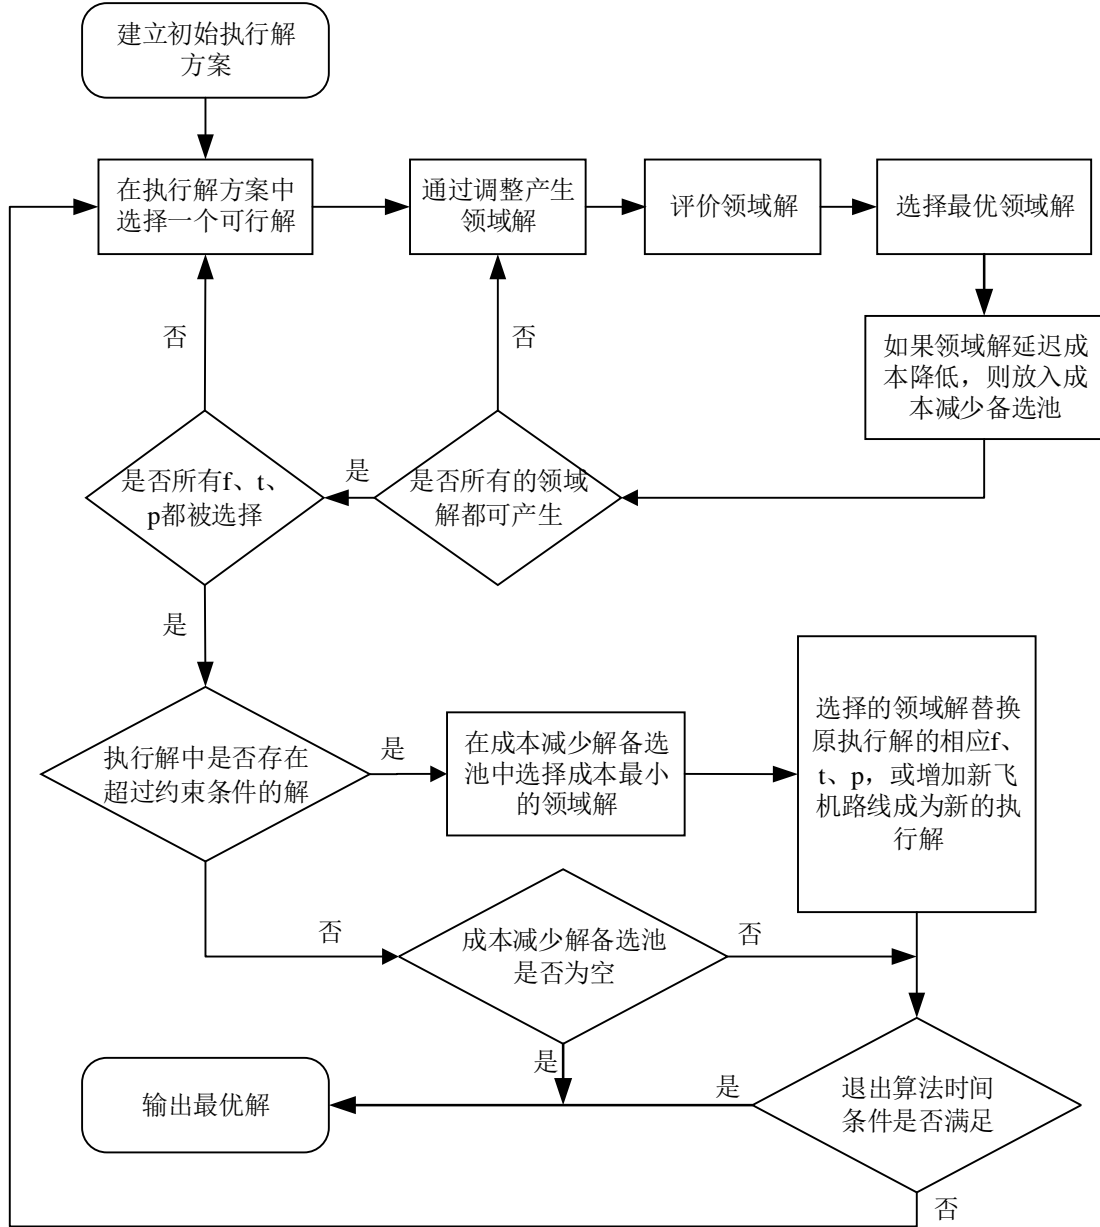 建立初始执行解
方案
在执行解方案中
选择一个可行解
通过调整产生
领域解
评价领域解
选择最优领域解
否
否
如果领域解延迟成
本降低，则放入成
本减少备选池
是否所有f、t、
p都被选择
是
是否所有的领域
解都可产生
是
执行解中是否存在
超过约束条件的解
是
在成本减少解备选
池中选择成本最小
的领域解
选择的领域解替换
原执行解的相应f、
t、p，或增加新飞
机路线成为新的执
行解
否
成本减少解备选池
是否为空
否
是
输出最优解
是
退出算法时间
条件是否满足
否